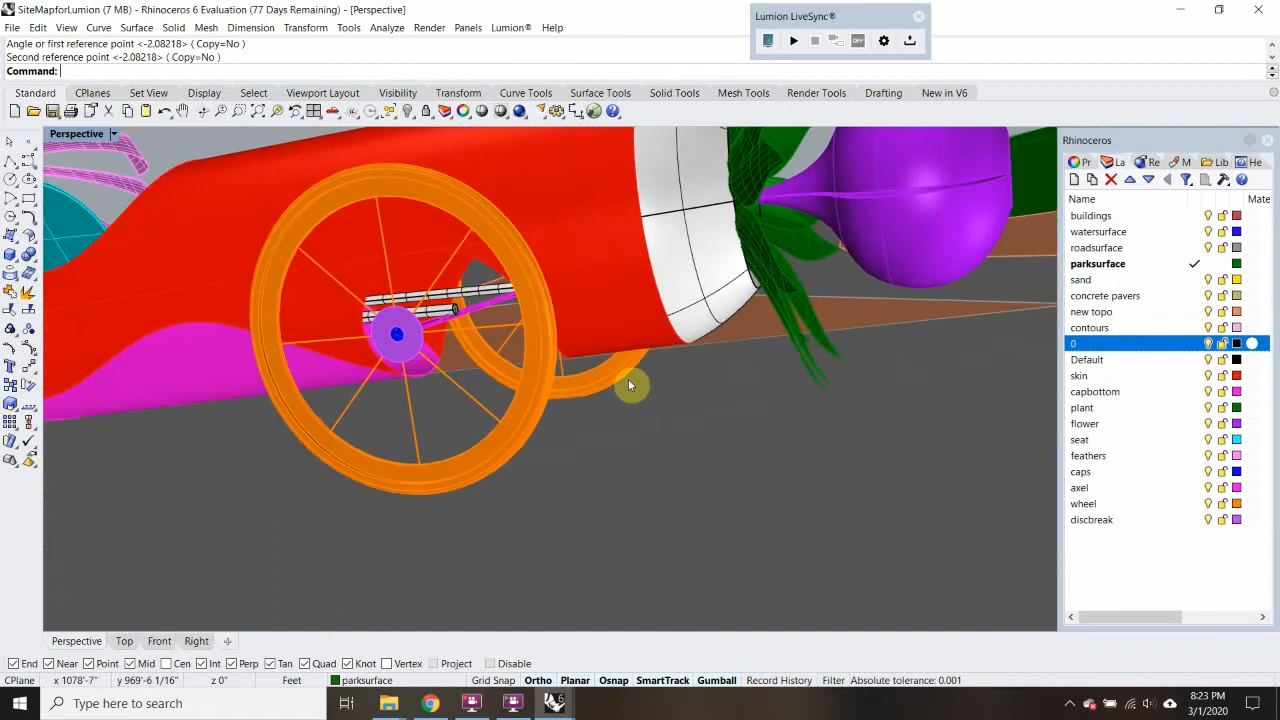 SiteMapforLumion (7 MB) - Rhinoceros 6 Evaluation (77 Days Remaining) - [Perspective]
Lumion LiveSync®
File Edit View Curve Surface Solid Mesh Dimension Transform Tools Analyze Render Panels Lumion® Help
Angle or first reference point <-2.08218> ( Copy=No )
Second reference point <-2.08218> ( Copy=No )
OFF
Command:
Standard CPlanes Set View Display Select Viewport Layout Visibility Transform Curve Tools Surface Tools Solid Tools Mesh Tools Render Tools Drafting New in V6
Perspective
Rhinoceros
Pr La Re M Lib He
Name Mate
buildings
watersurface
roadsurface
parksurface
sand
concrete pavers
new topo
contours
0
Default
skin
capbottom
plant
flower
seat
feathers
caps
axel
wheel
discbreak
Perspective Top Front Right
End Near Point Mid Cen Int Perp Tan Quad Knot Vertex Project Disable
CPlane x 1078'-7" y 969'-6 1/16" z 0" Feet parksurface Grid Snap Ortho Planar Osnap SmartTrack Gumball Record History Filter Absolute tolerance: 0.001
Type here to search
8:23 PM
3/1/2020